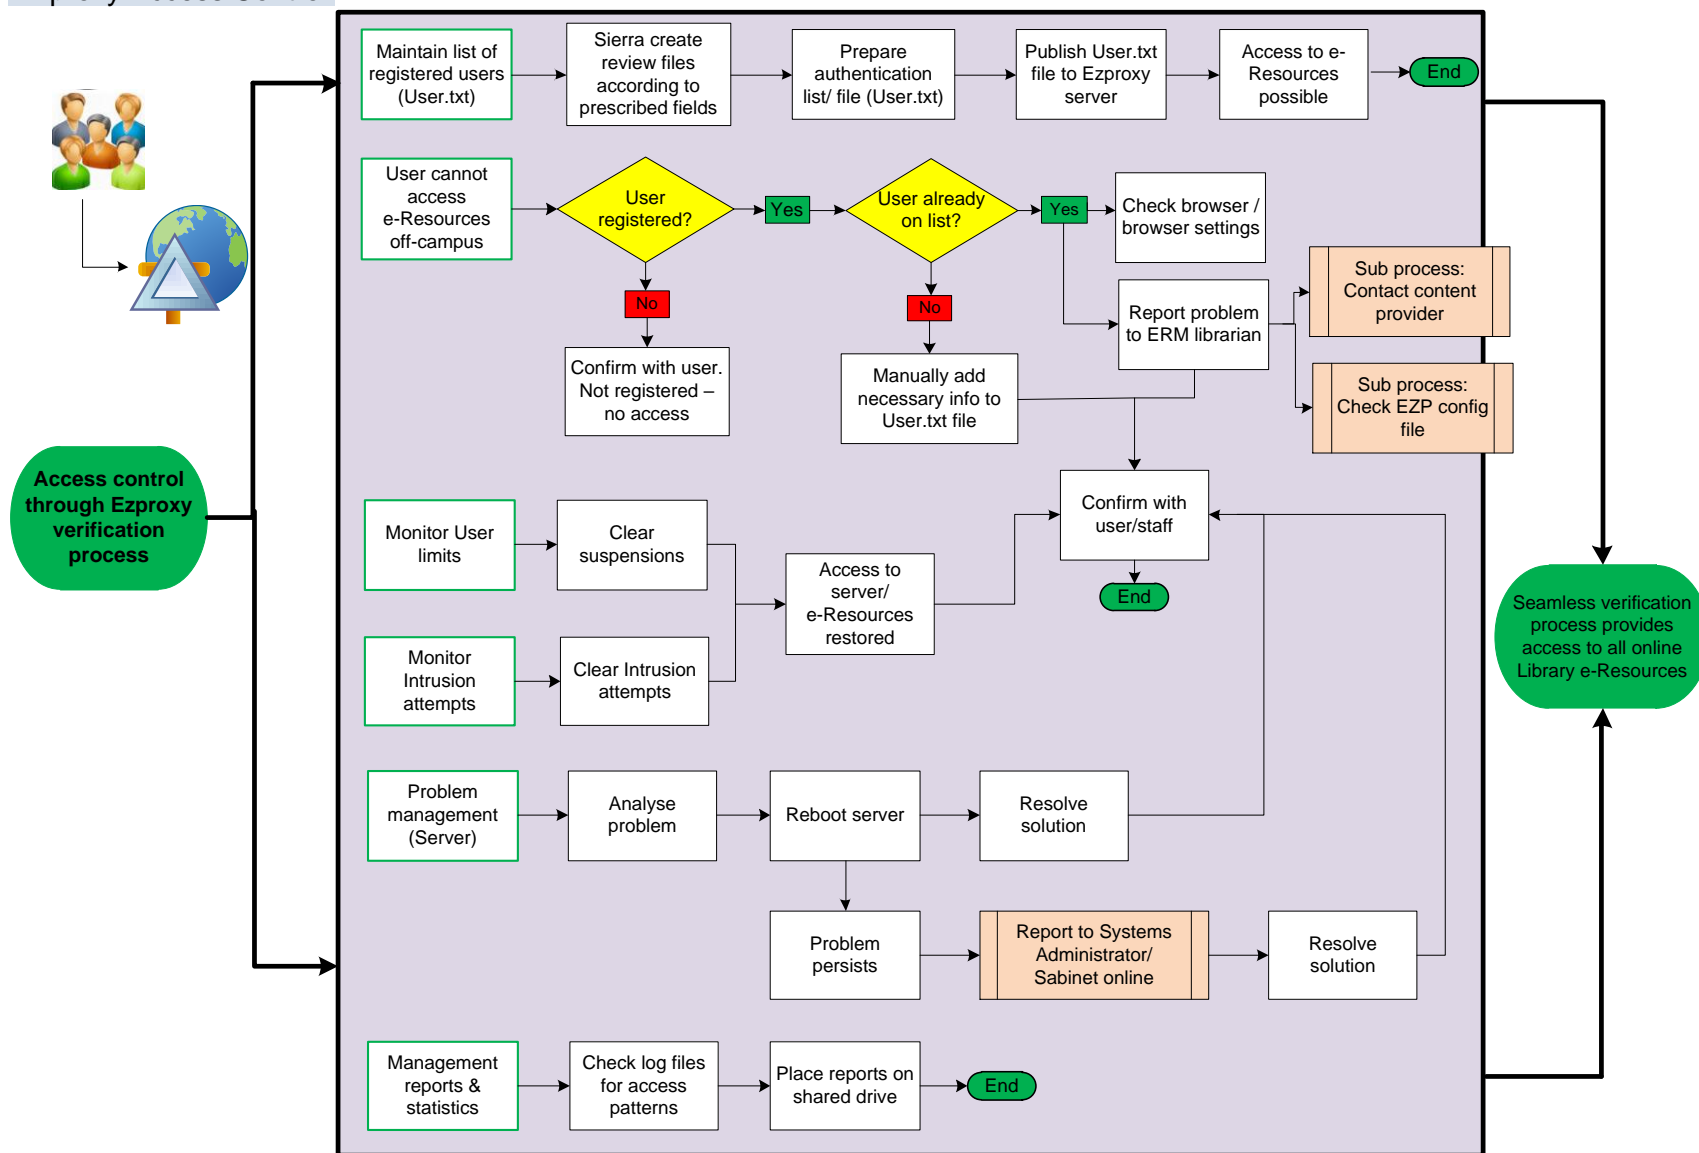 Maintain list of
registered users
(User.txt)
Sierra create
review files
according to
prescribed fields
Prepare
authentication
list/ file (User.txt)
Publish User.txt
file to Ezproxy
server
Access to e-
Resources
possible
End
User cannot
access
e-Resources
off-campus
User
registered?
Yes
User already
on list?
Yes
Check browser /
browser settings
No
No
Report problem
to ERM librarian
Sub process:
Contact content
provider
Confirm with user.
Not registered –
no access
Manually add
necessary info to
User.txt file
Sub process:
Check EZP config
file
Access control
through Ezproxy
verification
process
Monitor User
limits
Clear
suspensions
Access to
server/
e-Resources
restored
Confirm with
user/staff
End
Monitor
Intrusion
attempts
Clear Intrusion
attempts
Seamless verification
process provides
access to all online
Library e-Resources
Problem
management
(Server)
Analyse
problem
Reboot server
Resolve
solution
Problem
persists
Report to Systems
Administrator/
Sabinet online
Resolve
solution
Management
reports &
statistics
Check log files
for access
patterns
Place reports on
shared drive
End